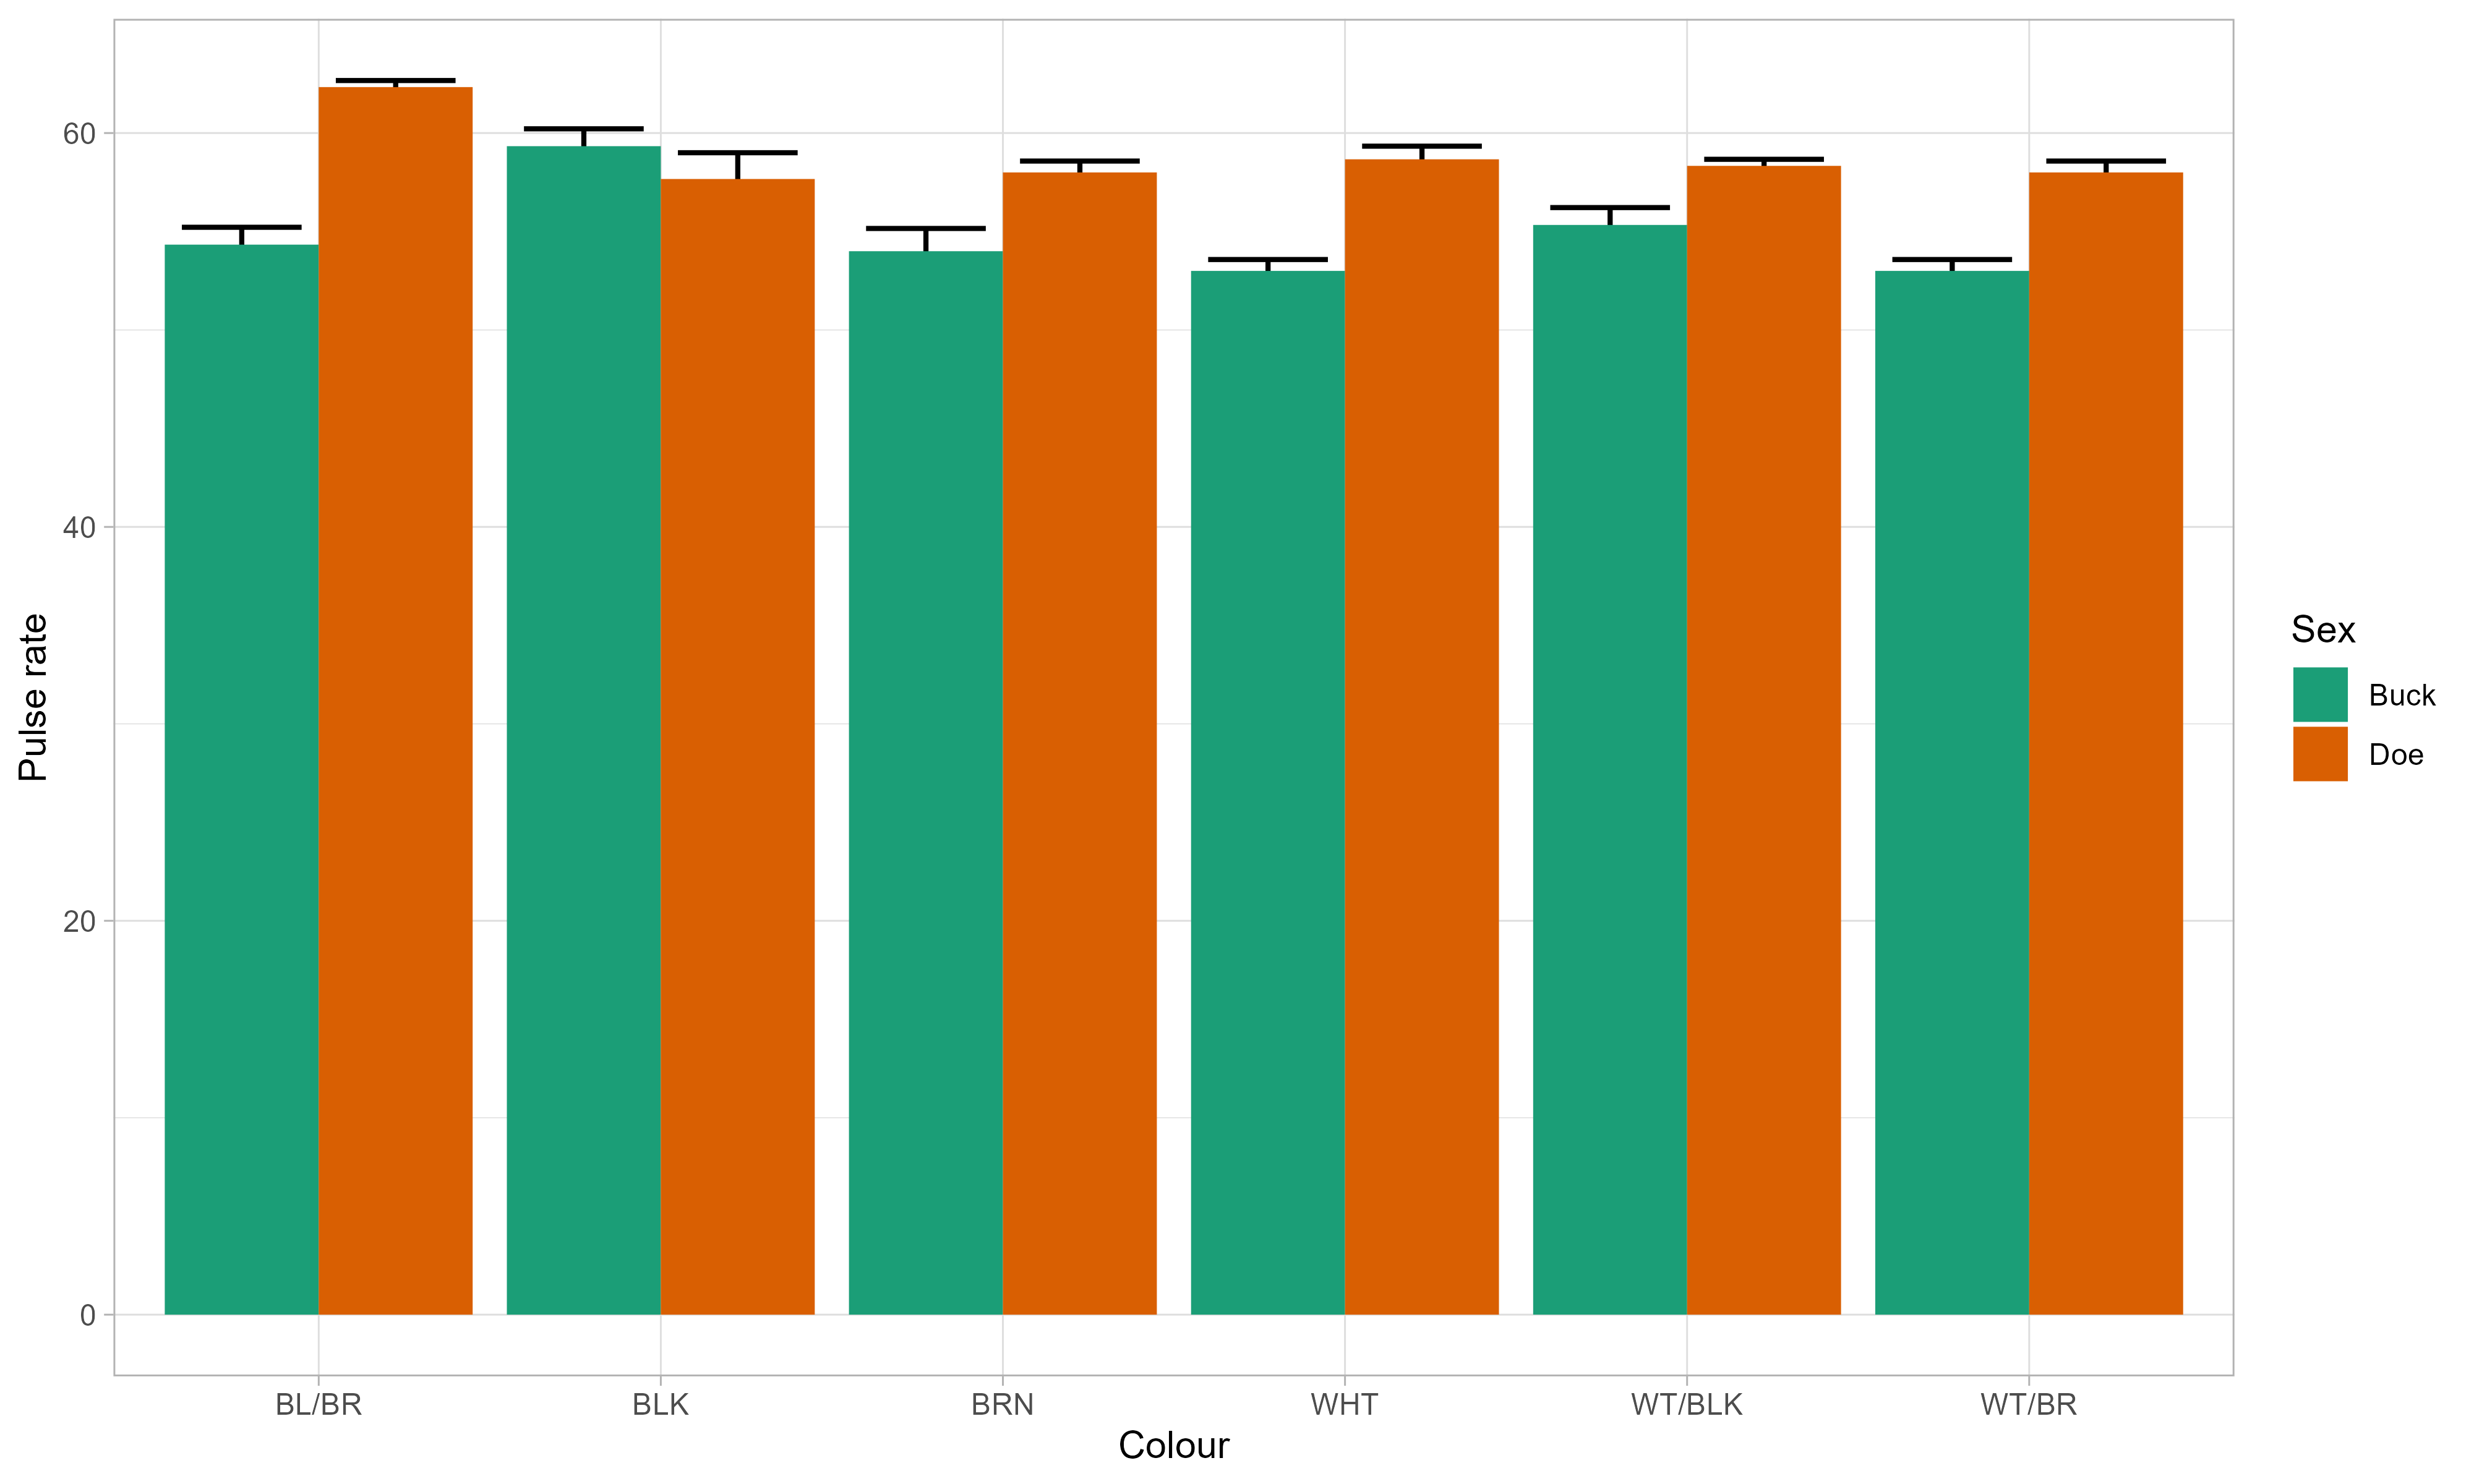 60
40
20
0
Pulse rate
BL/BR
BLK
BRN
WHT
WT/BLK
WT/BR
Colour
Sex
Buck
Doe